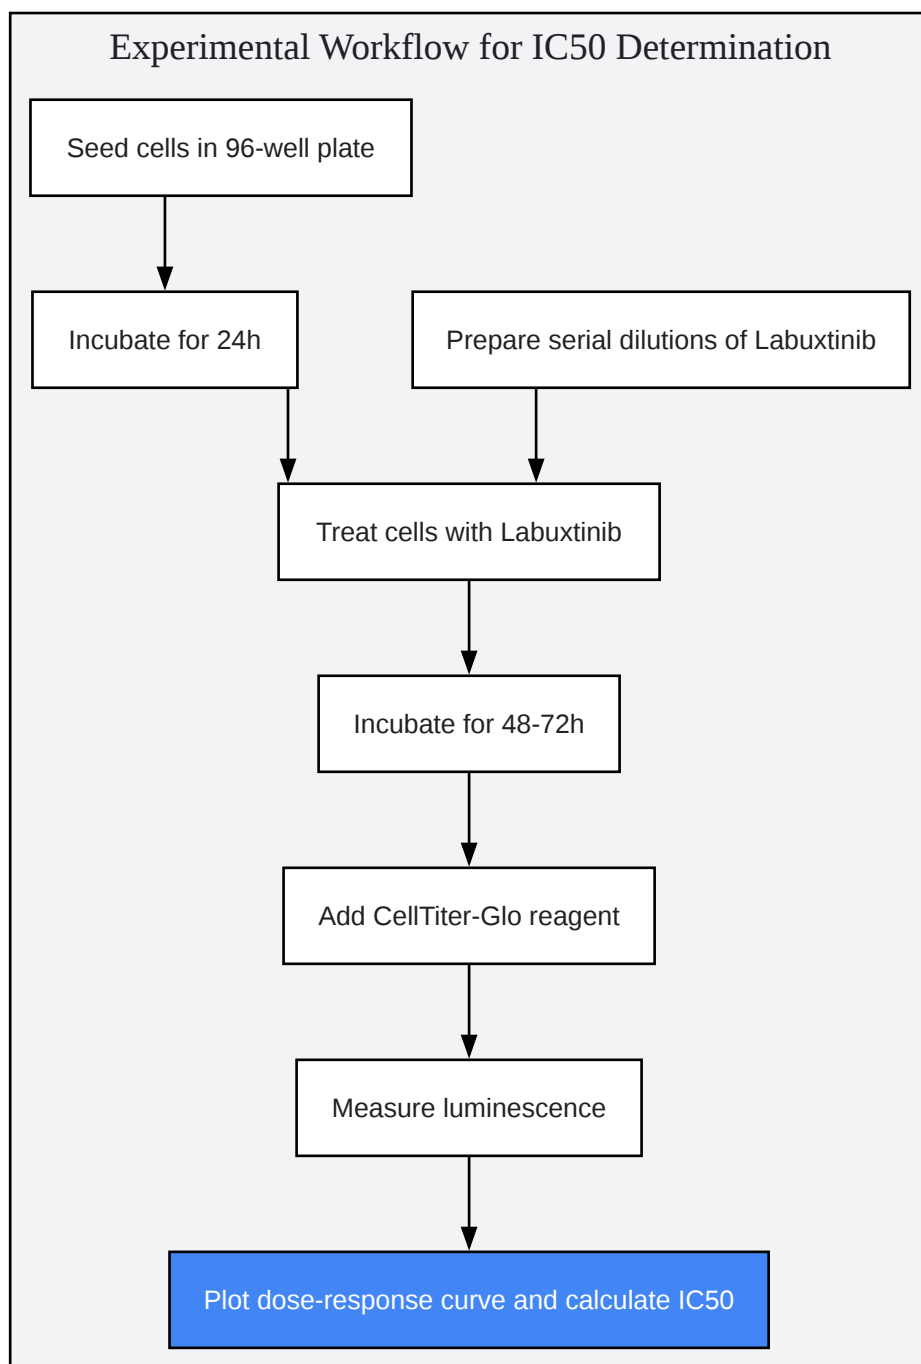 Experimental Workflow for IC50 Determination
Seed cells in 96-well plate
Incubate for 24h
Prepare serial dilutions of Labuxtinib
Treat cells with Labuxtinib
Incubate for 48-72h
Add CellTiter-Glo reagent
Measure luminescence
Plot dose-response curve and calculate IC50